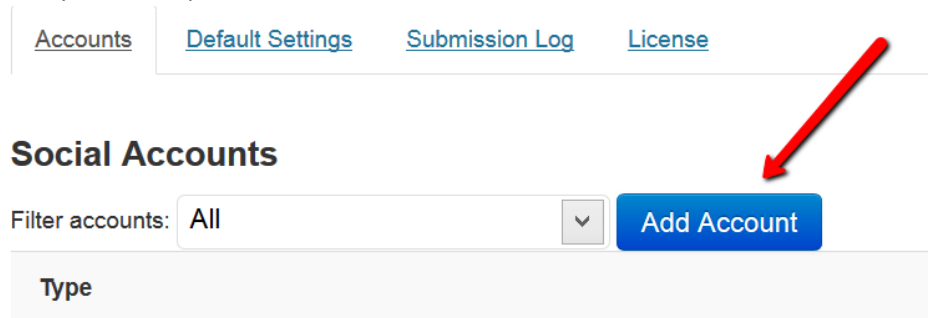 Accounts Default Settings Submission Log License
Social Accounts
Filter accounts: All Add Account
Type